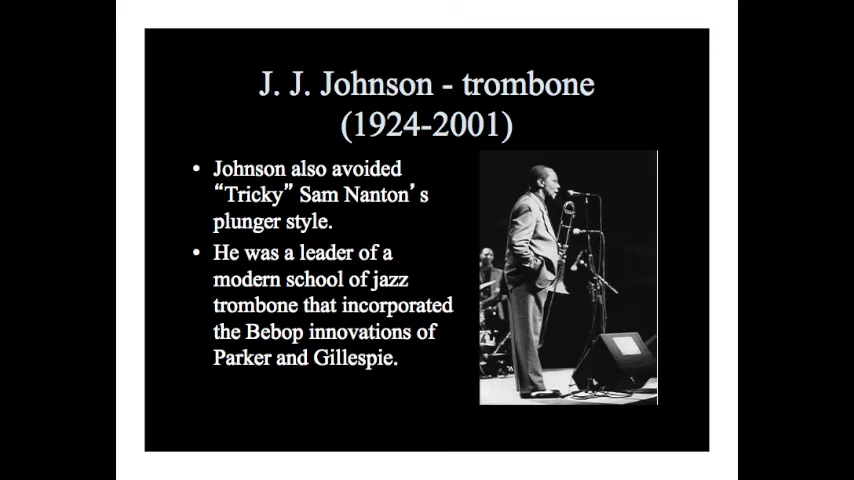 J. J. Johnson - trombone
(1924-2001)
• Johnson also avoided
“Tricky” Sam Nanton’s
plunger style.
• He was a leader of a
modern school of jazz
trombone that incorporated
the Bebop innovations of
Parker and Gillespie.